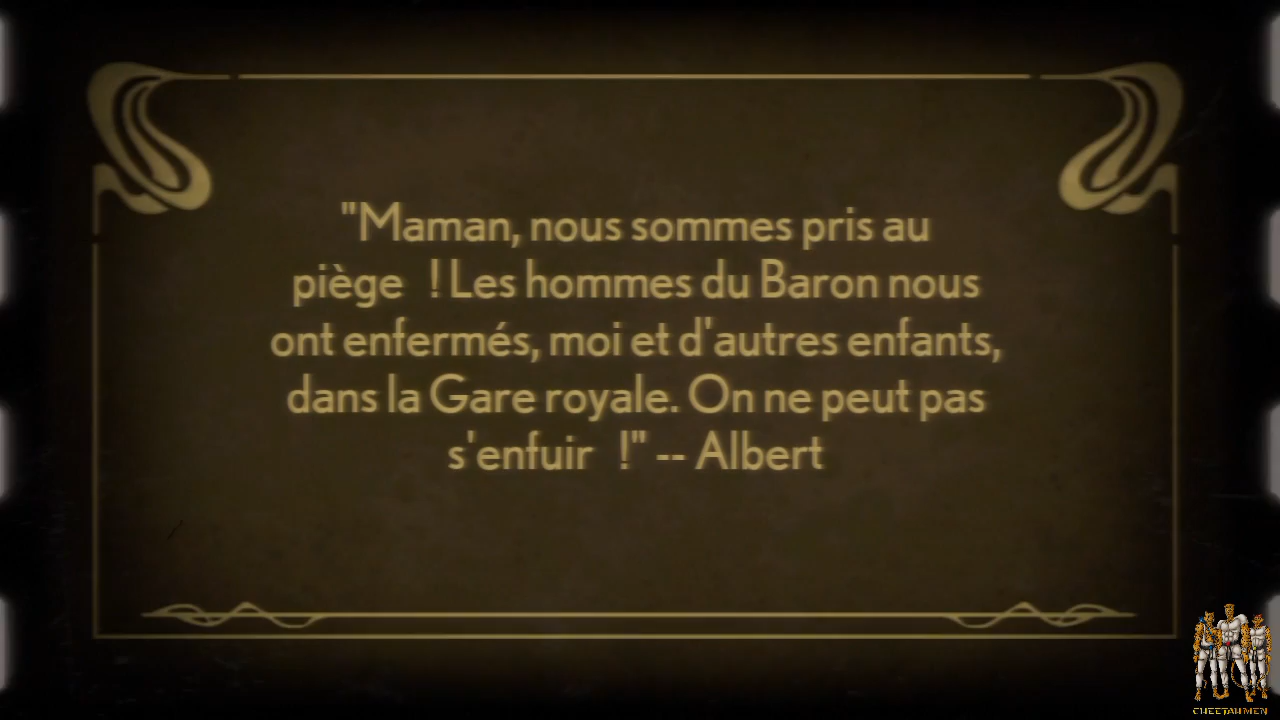 "Maman, nous sommes pris au
piège  ! Les hommes du Baron nous
ont enfermés, moi et d'autres enfants,
dans la Gare royale. On ne peut pas
s'enfuir  !" -- Albert
CHEETAHMEN